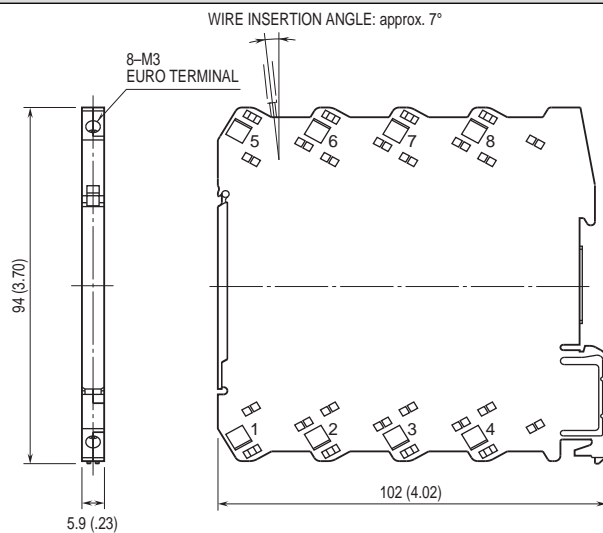 WIRE INSERTION ANGLE: approx. 7°
8–M3
EURO TERMINAL
5 6 7 8
94 (3.70)
1 2 3 4
102 (4.02)
5.9 (.23)